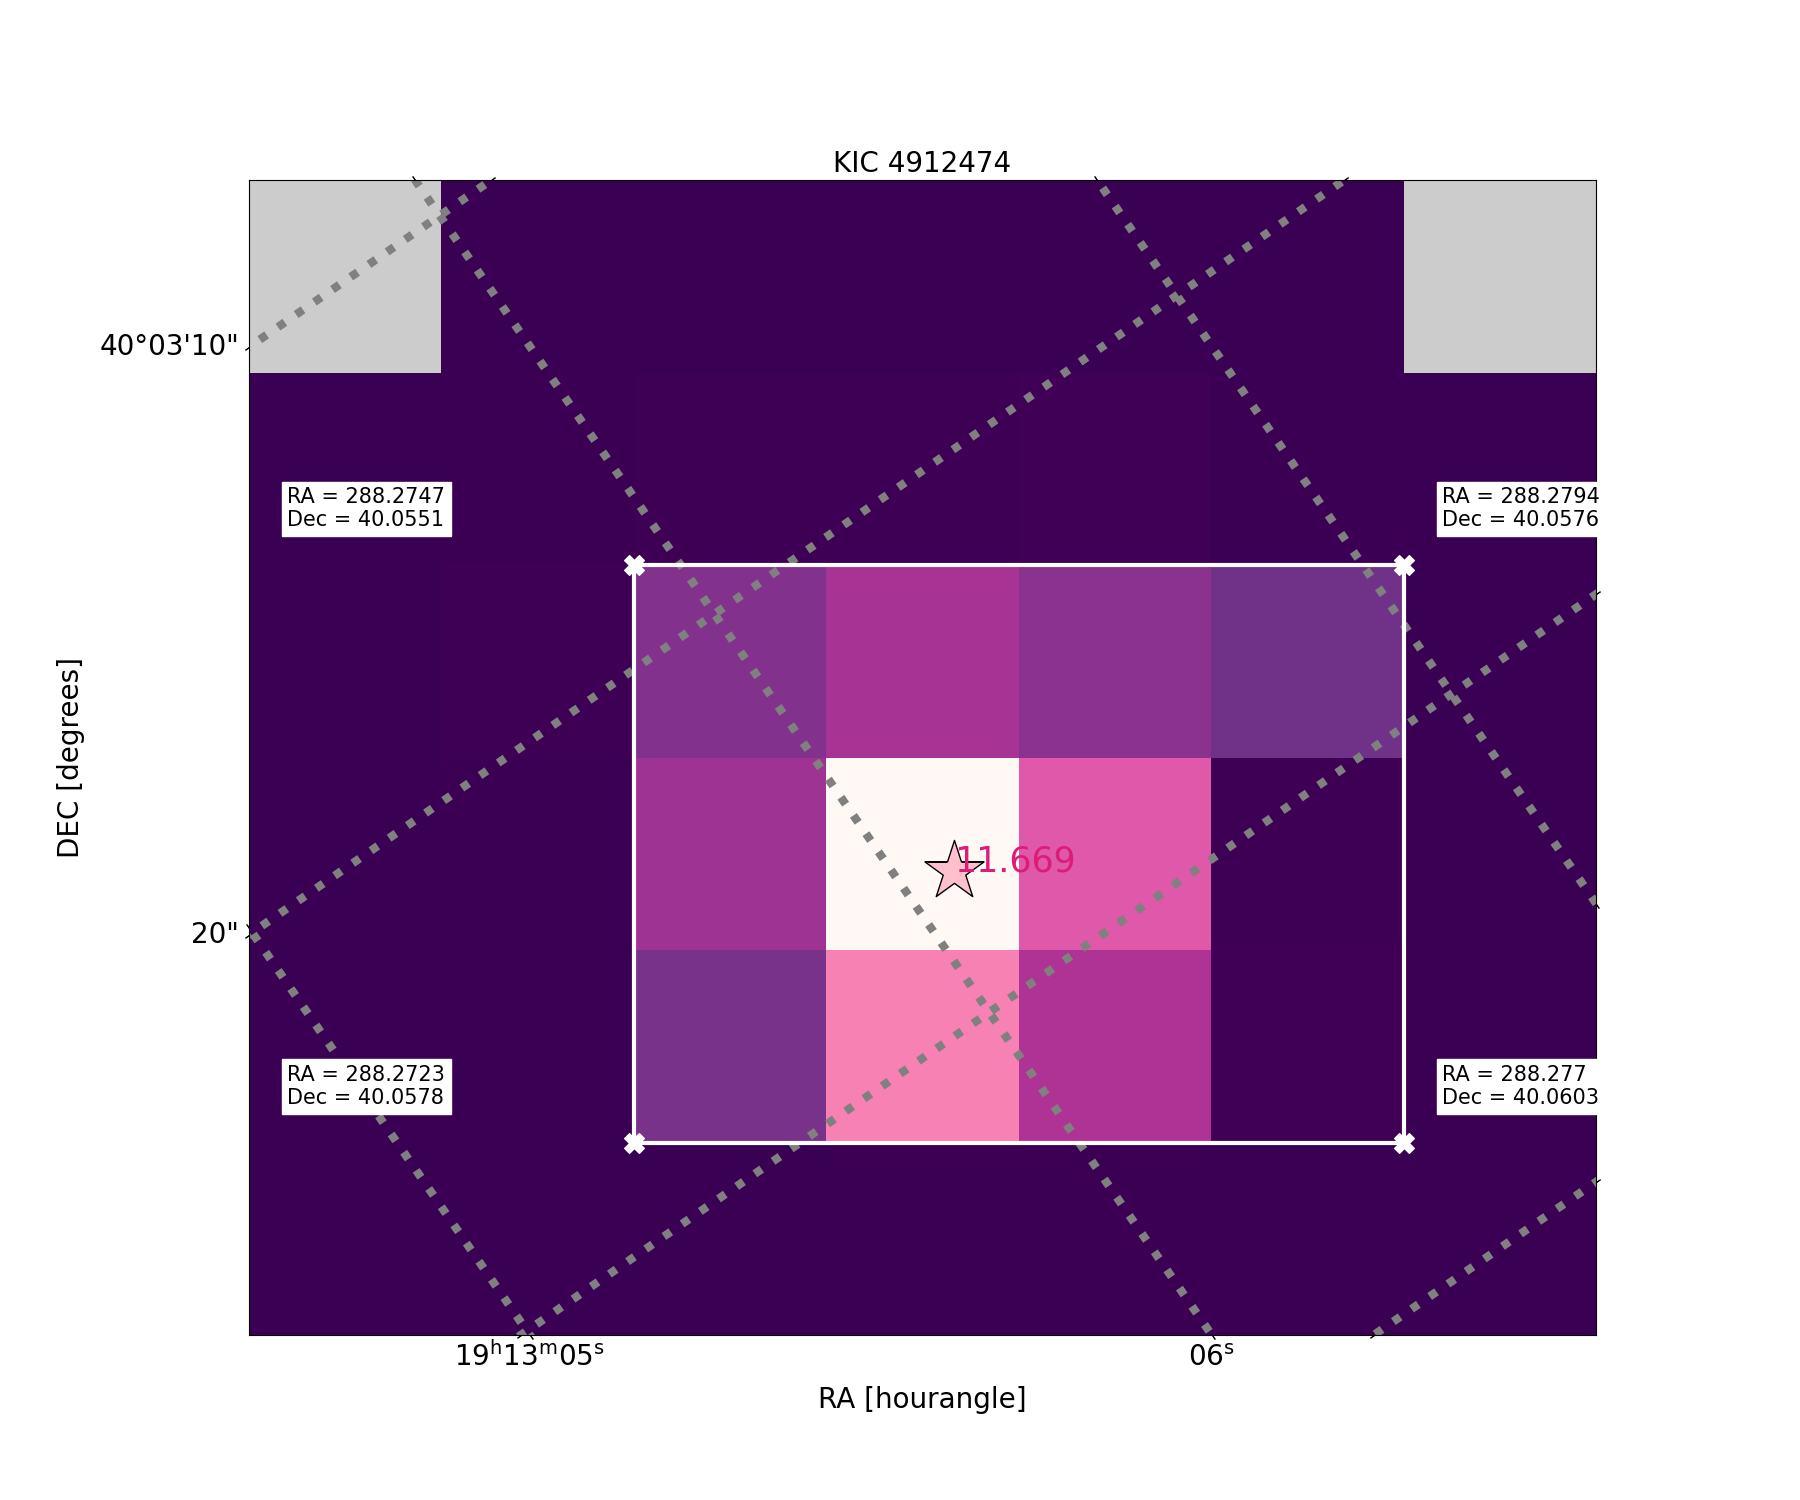 KIC 4912474
40°03'10"
RA = 288.2747
Dec = 40.0551
RA = 288.2794
Dec = 40.0576
DEC [degrees]
11.669
20"
RA = 288.2723
Dec = 40.0578
RA = 288.277
Dec = 40.0603
19ʰ13ᵐ05ˢ
06ˢ
RA [hourangle]